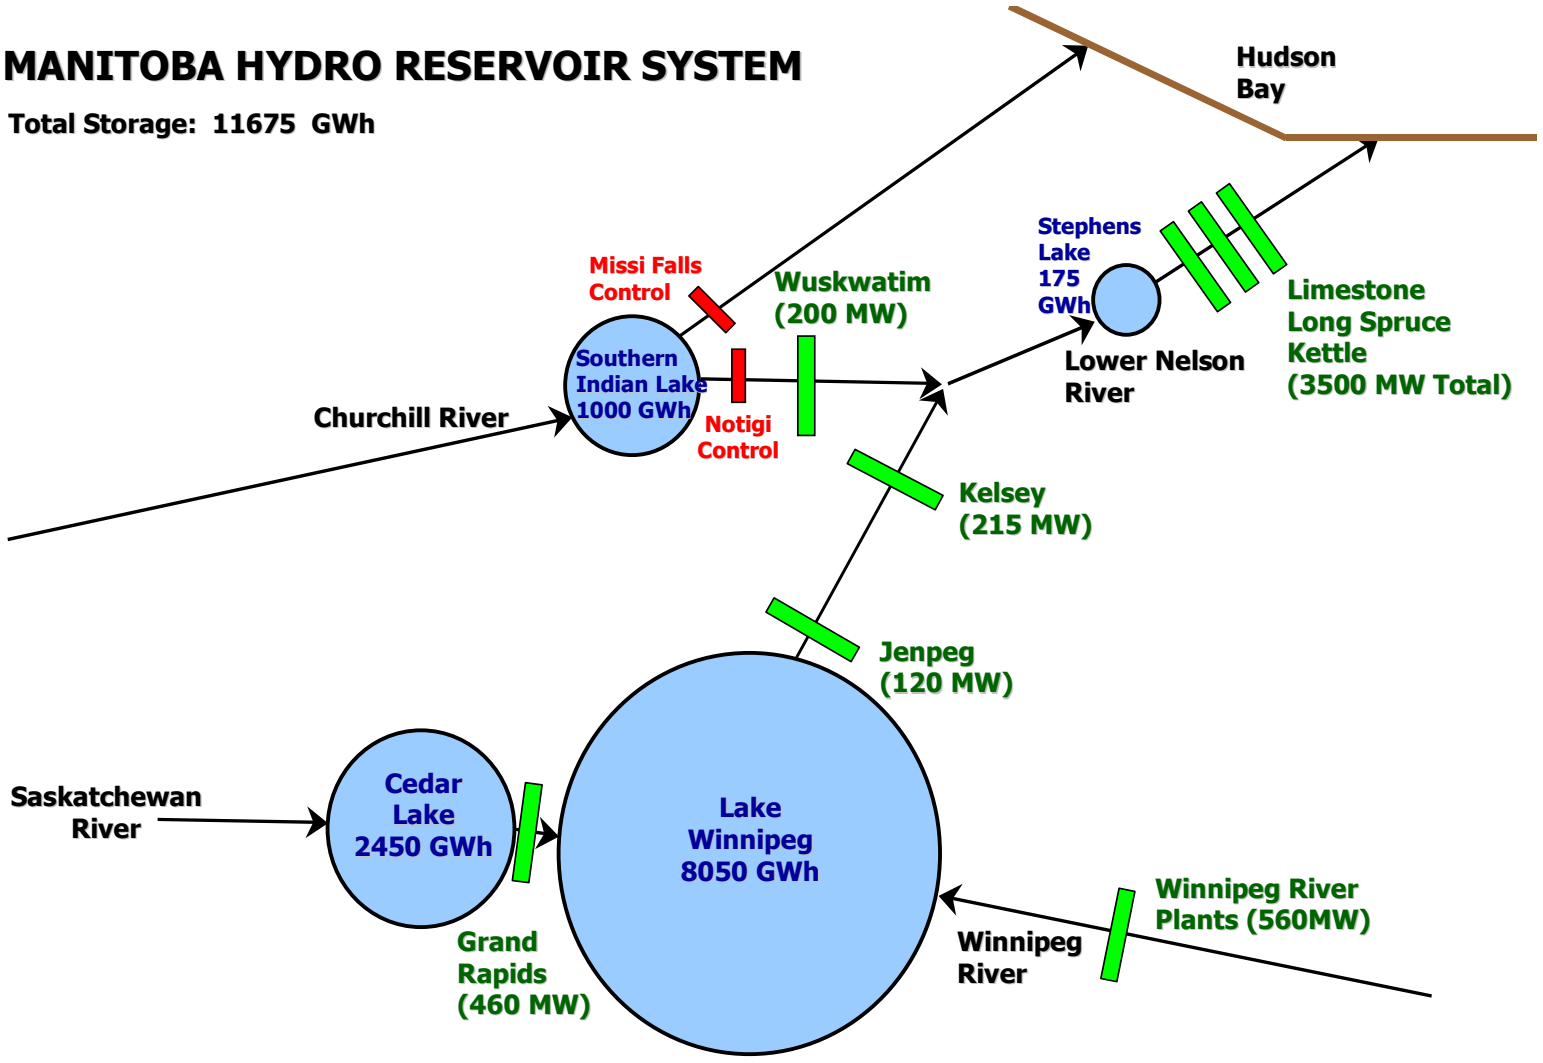 MANITOBA HYDRO RESERVOIR SYSTEM
Total Storage: 11675 GWh
Hudson
Bay
Stephens
Lake
175
GWh
Missi Falls
Control
Wuskwatim
(200 MW)
Limestone
Long Spruce
Kettle
(3500 MW Total)
Southern
Indian Lake
1000 GWh
Lower Nelson
River
Churchill River
Notigi
Control
Kelsey
(215 MW)
Jenpeg
(120 MW)
Saskatchewan
River
Cedar
Lake
2450 GWh
Lake
Winnipeg
8050 GWh
Winnipeg River
Plants (560MW)
Grand
Rapids
(460 MW)
Winnipeg
River